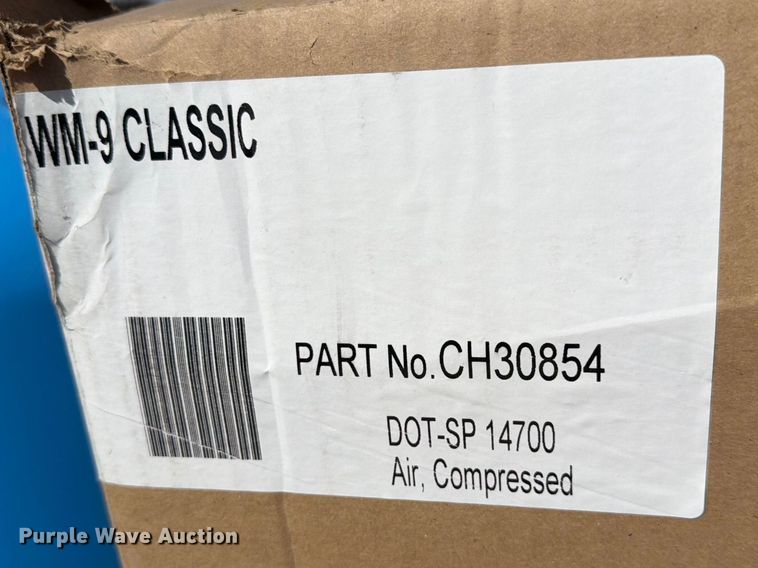 WM-9 CLASSIC
PART No. CH30854
DOT-SP 14700
Air, Compressed
Purple Wave Auction